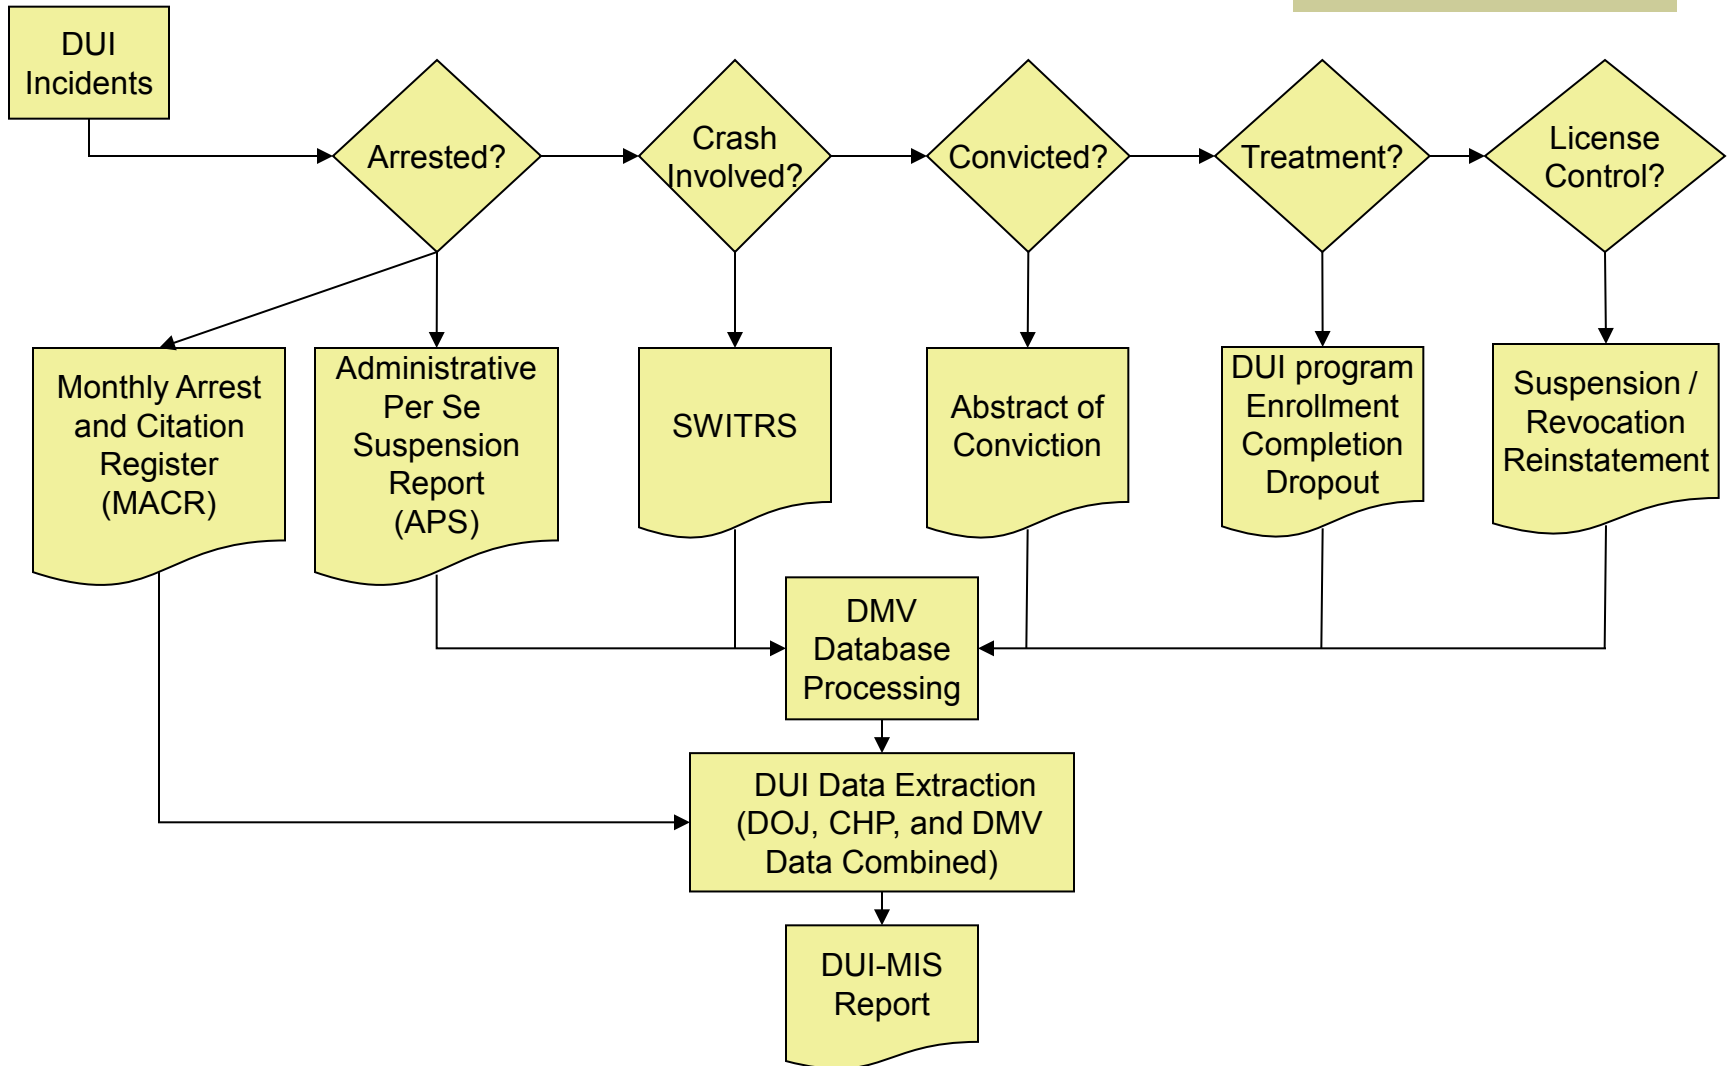 DUI
Incidents
Arrested?
Crash
Involved?
Convicted?
Treatment?
License
Control?
Monthly Arrest
and Citation
Register
(MACR)
Administrative
Per Se
Suspension
Report
(APS)
SWITRS
Abstract of
Conviction
DUI program
Enrollment
Completion
Dropout
Suspension /
Revocation
Reinstatement
DMV
Database
Processing
DUI Data Extraction
(DOJ, CHP, and DMV
Data Combined)
DUI-MIS
Report